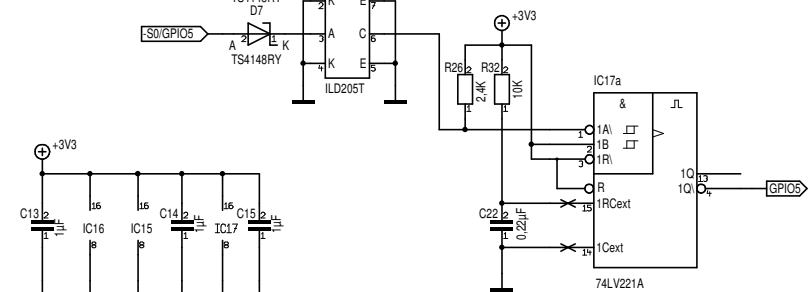 D7
-S0/GPIO5
A 2 1 K
TS4148RY
2 K E 7
3 A C 6
4 K E 5
ILD205T
+3V3
R26 2 1 2,4K
R32 2 1 10K
IC17a
&
1 1A\
2 1B
3 1R\
R
15 1RCext
14 1Cext
1Q 13
1Q\ 4
GPIO5
74LV221A
C22 2 1 0,22µF
+3V3
C13 2 1 1µF
16 IC16 8
16 IC15 8
C14 2 1 1µF
16 IC17 8
C15 2 1 1µF